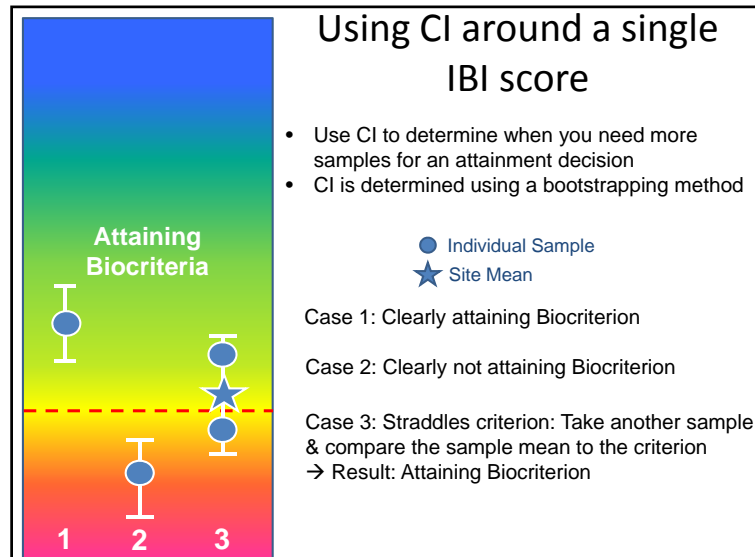 Using CI around a single
IBI score
• Use CI to determine when you need more
samples for an attainment decision
• CI is determined using a bootstrapping method
Attaining
Biocriteria
Individual Sample
Site Mean
Case 1: Clearly attaining Biocriterion
Case 2: Clearly not attaining Biocriterion
Case 3: Straddles criterion: Take another sample
& compare the sample mean to the criterion
→ Result: Attaining Biocriterion
1 2 3